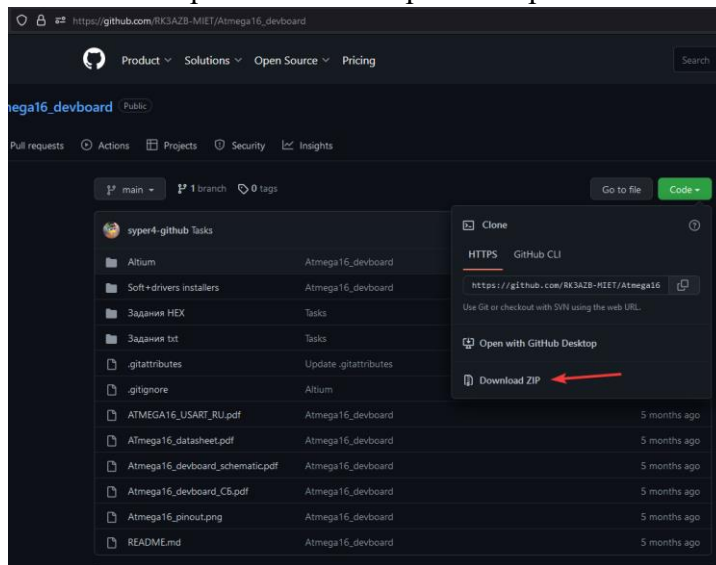 https://github.com/RK3AZB-MIET/Atmega16_devboard
Product Solutions Open Source Pricing Search
mega16_devboard Public
Pull requests Actions Projects Security Insights
main 1 branch 0 tags Go to file Code
syper4-github Tasks
Clone
HTTPS GitHub CLI
https://github.com/RK3AZB-MIET/Atmega16
Use Git or checkout with SVN using the web URL.
Open with GitHub Desktop
Download ZIP
Altium Atmega16_devboard
Soft+drivers installers Atmega16_devboard
Задания HEX Tasks
Задания txt Tasks
.gitattributes Update .gitattributes
.gitignore Altium
ATMEGA16_USART_RU.pdf Atmega16_devboard 5 months ago
ATmega16_datasheet.pdf Atmega16_devboard 5 months ago
Atmega16_devboard_schematic.pdf Atmega16_devboard 5 months ago
Atmega16_devboard_СБ.pdf Atmega16_devboard 5 months ago
Atmega16_pinout.png Atmega16_devboard 5 months ago
README.md Atmega16_devboard 5 months ago